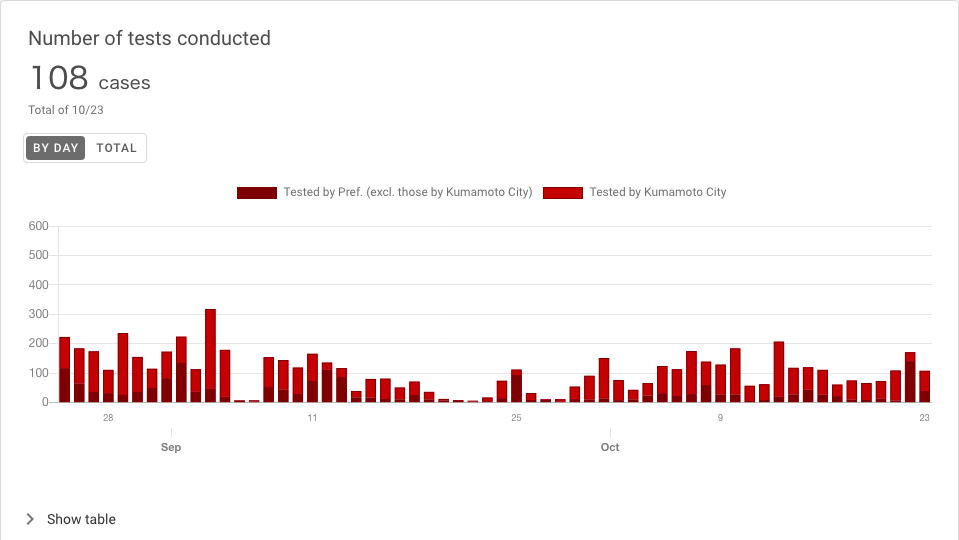 Number of tests conducted
108 cases
Total of 10/23
BY DAY TOTAL
Tested by Pref. (excl. those by Kumamoto City) Tested by Kumamoto City
600
500
400
300
200
100
0
28 11 25 9 23
Sep Oct
Show table